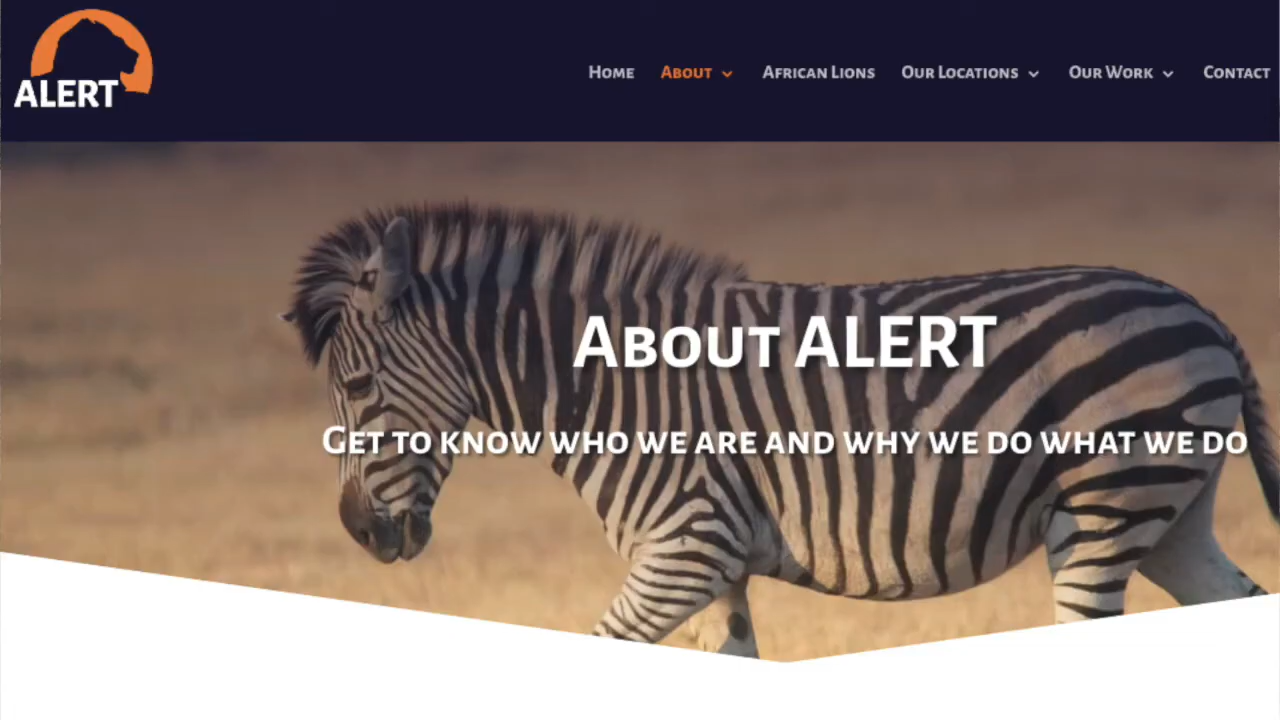 ALERT
Home About African Lions Our Locations Our Work Contact
About ALERT
Get to know who we are and why we do what we do